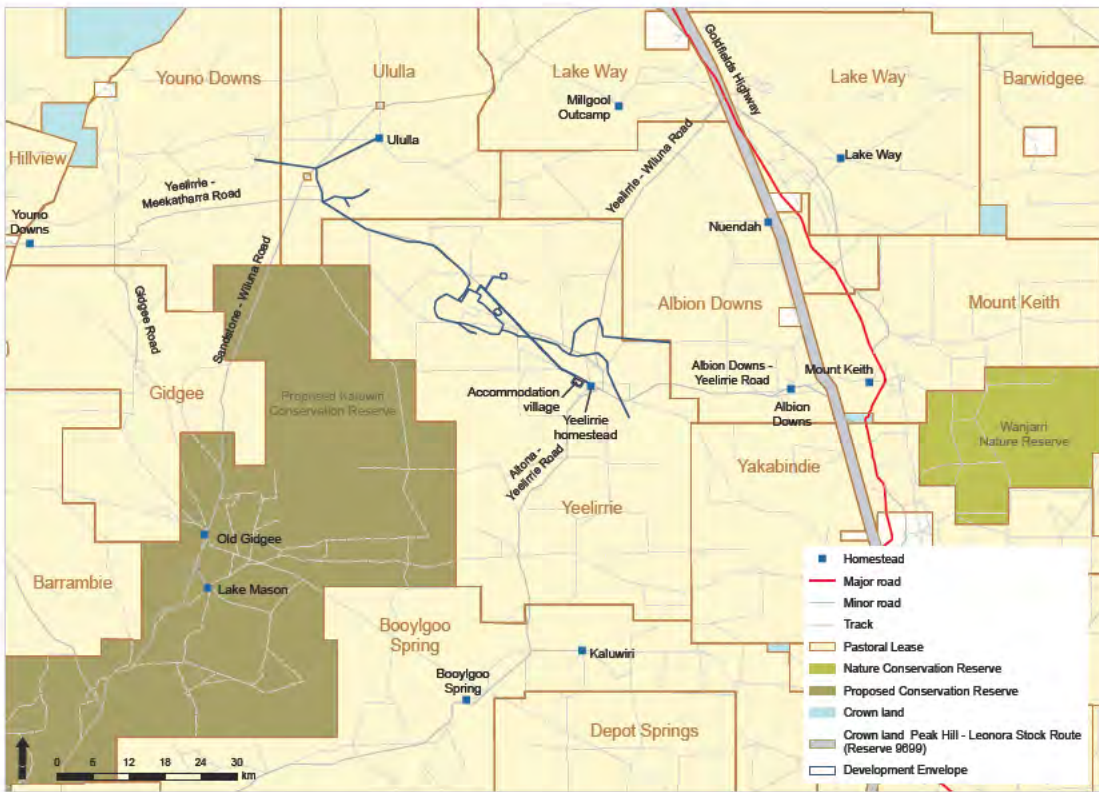 Youno Downs
Ululla
Lake Way
Goldfields Highway
Lake Way
Barwidgee
Millgool
Outcamp
Ululla
Hillview
Lake Way
Yeelirrie - Wiluna Road
Yeelirrie -
Meekatharra Road
Youno
Downs
Nuendah
Sandstone - Wiluna Road
Gidgee Road
Albion Downs
Mount Keith
Gidgee
Proposed Kaluwiri
Conservation Reserve
Accommodation
village
Yeelirrie
homestead
Albion Downs -
Yeelirrie Road
Mount Keith
Albion
Downs
Wanjarri
Nature Reserve
Altona -
Yeelirrie Road
Yakabindie
Yeelirrie
Old Gidgee
Barrambie
Lake Mason
Booylgoo
Spring
Kaluwiri
Booylgoo
Spring
Depot Springs
Homestead
Major road
Minor road
Track
Pastoral Lease
Nature Conservation Reserve
Proposed Conservation Reserve
Crown land
Crown land Peak Hill - Leonora Stock Route
(Reserve 9699)
Development Envelope
0 6 12 18 24 30
km